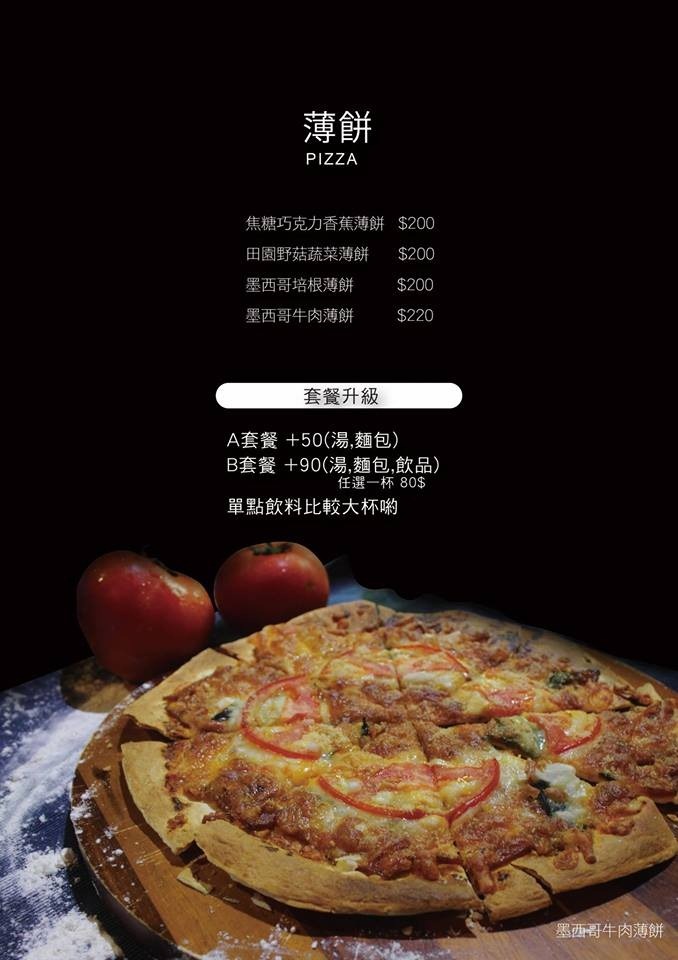 薄餅
PIZZA
焦糖巧克力香蕉薄餅 $200
田園野菇蔬菜薄餅 $200
墨西哥培根薄餅 $200
墨西哥牛肉薄餅 $220
套餐升級
A套餐 +50(湯,麵包)
B套餐 +90(湯,麵包,飲品)
任選一杯 80$
單點飲料比較大杯喲
墨西哥牛肉薄餅